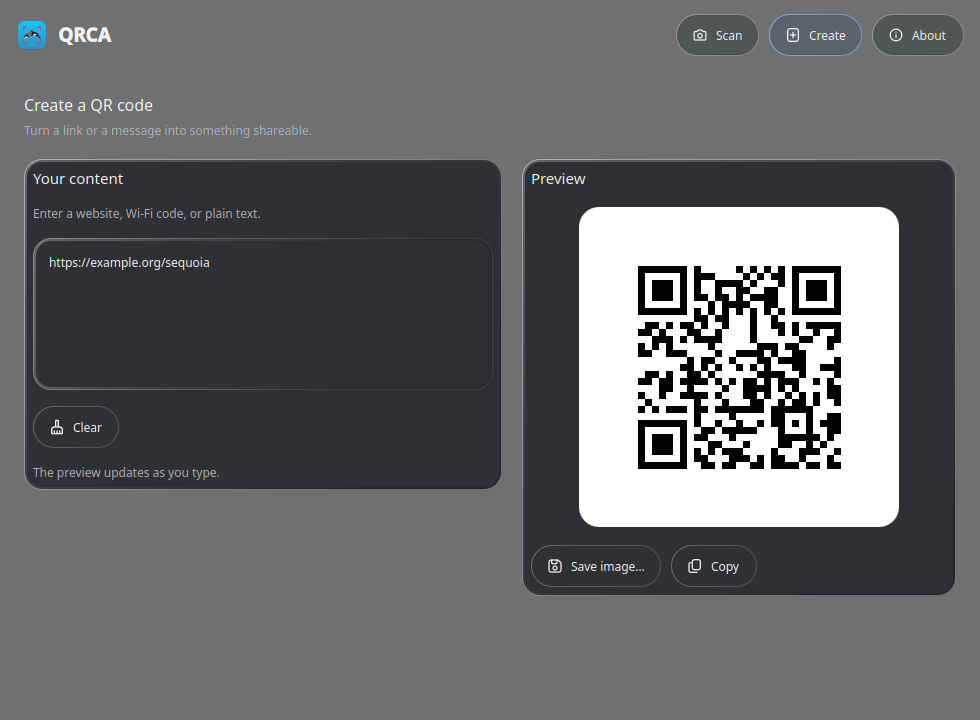 QRCA
Scan
Create
About
Create a QR code
Turn a link or a message into something shareable.
Your content
Enter a website, Wi-Fi code, or plain text.
https://example.org/sequoia
Clear
The preview updates as you type.
Preview
Save image...
Copy